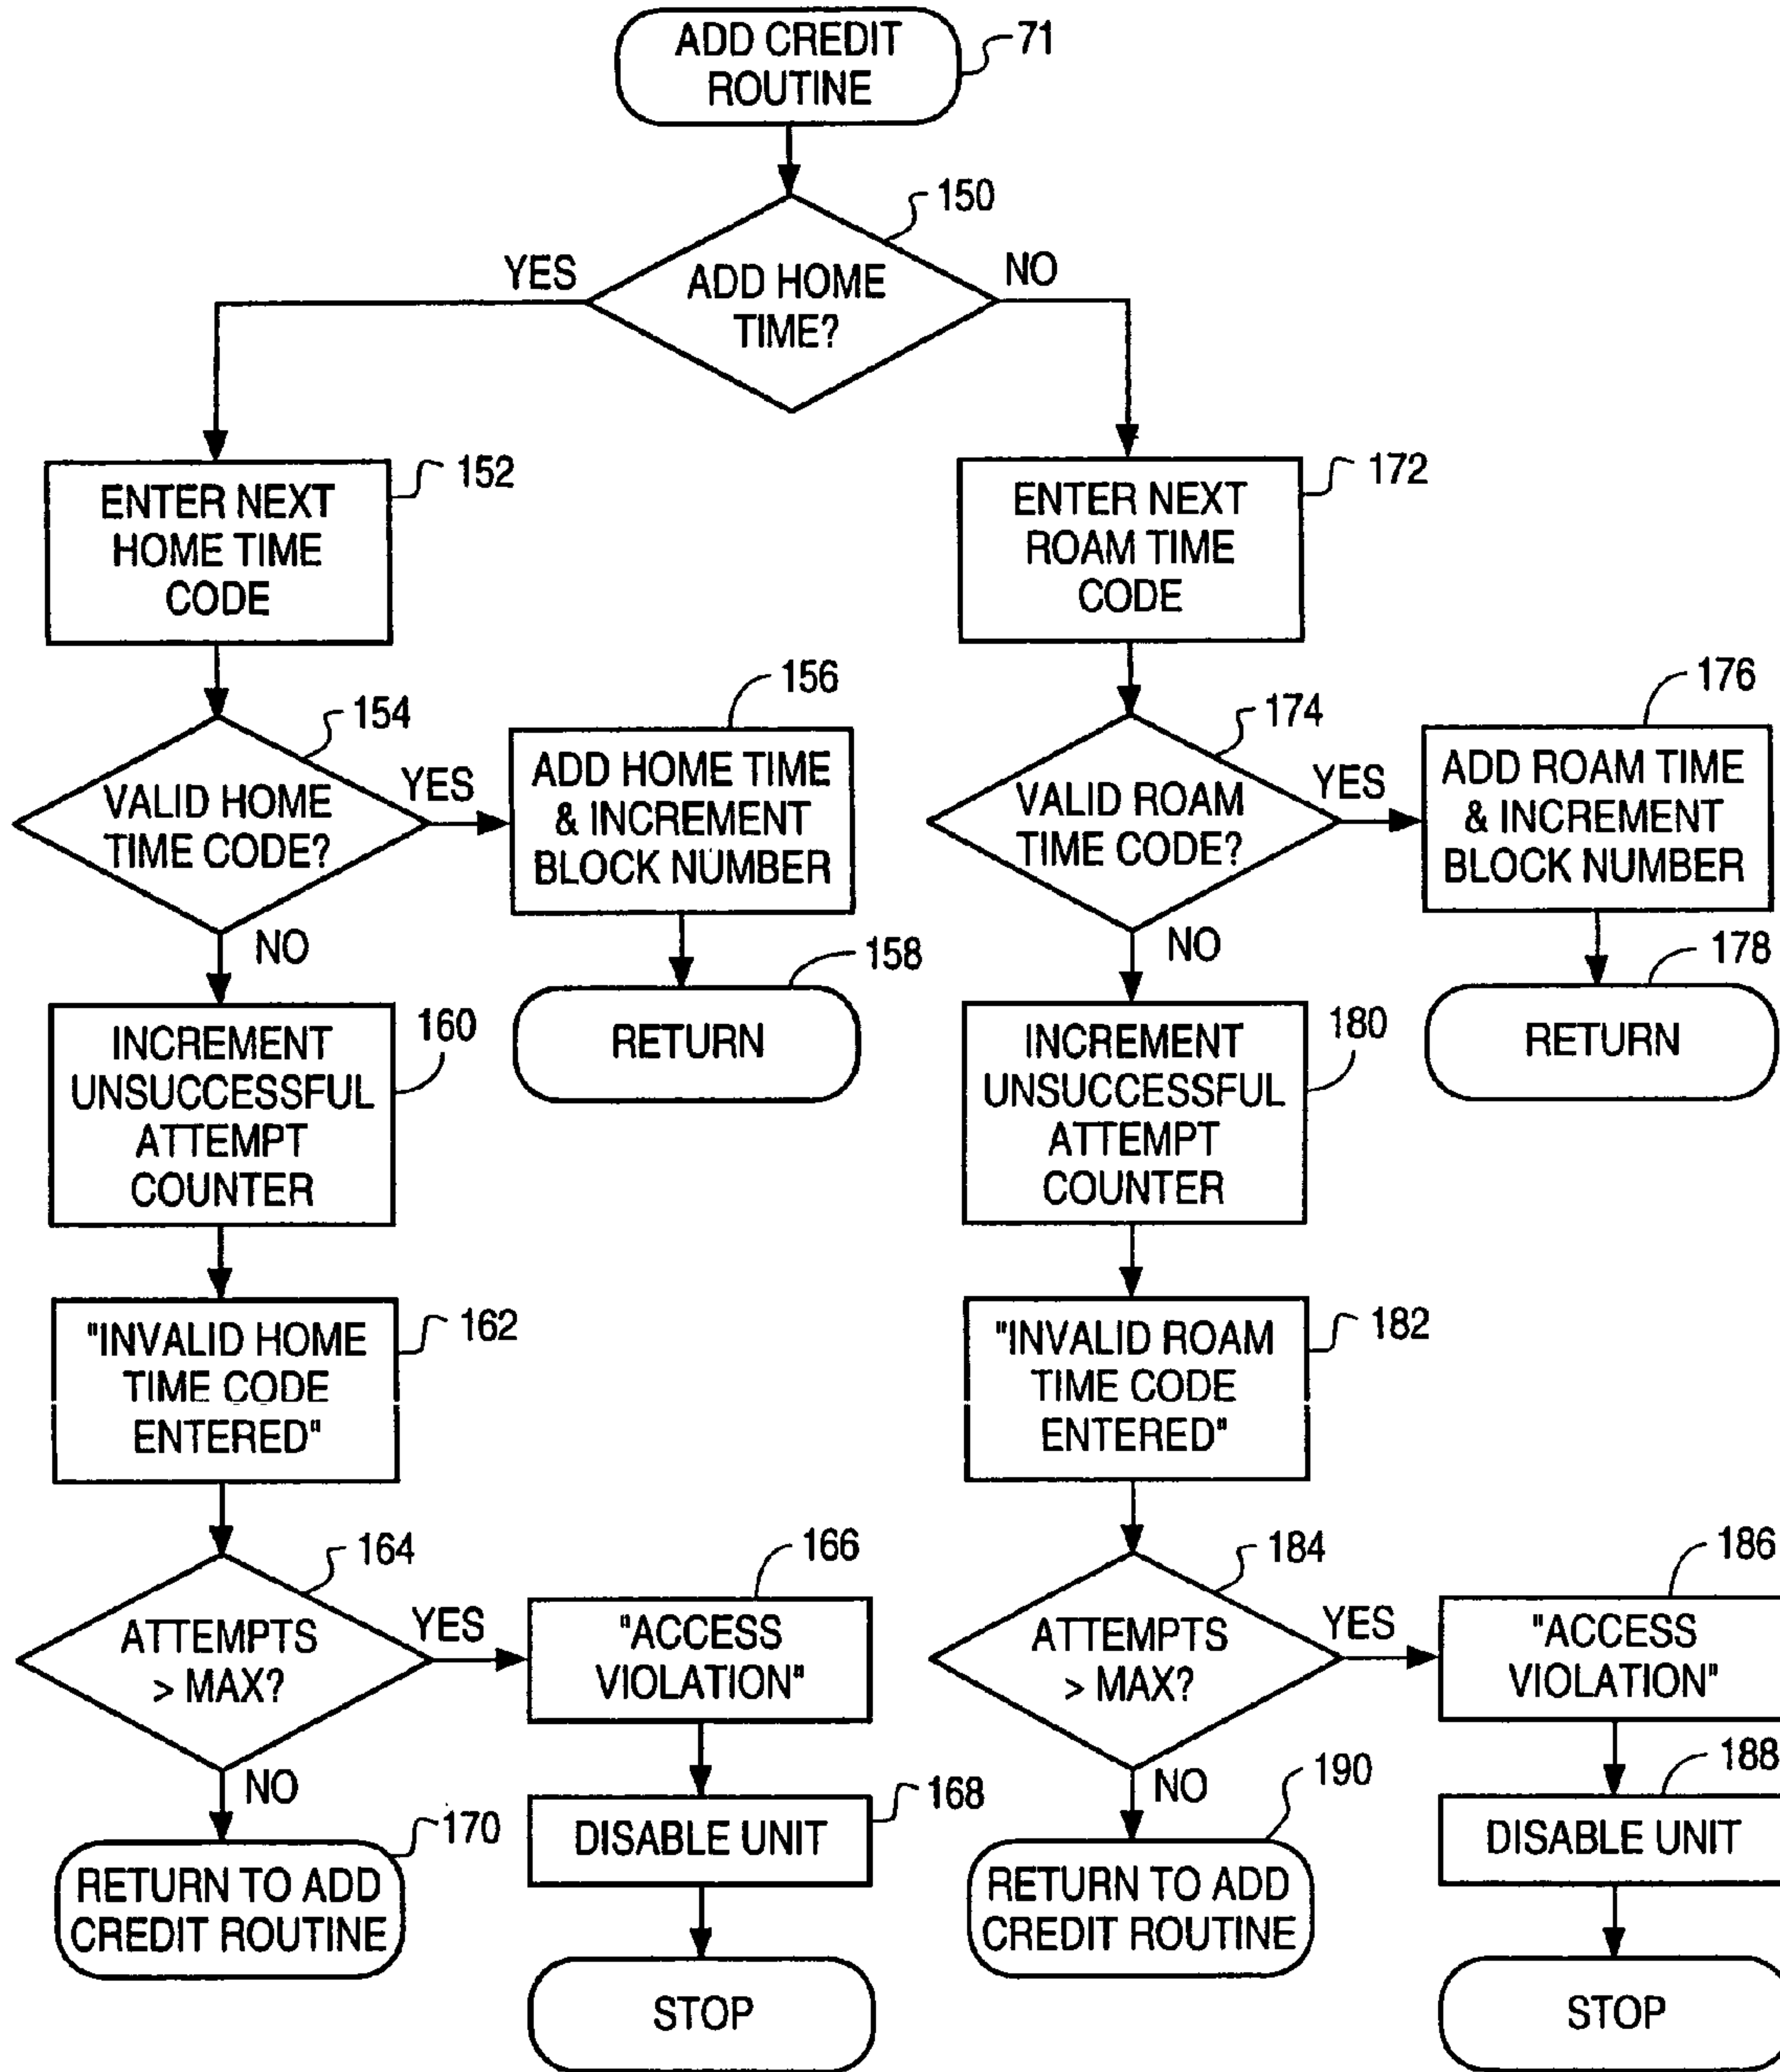 ADD CREDIT
ROUTINE
71
150
ADD HOME
TIME?
YES
NO
152
ENTER NEXT
HOME TIME
CODE
154
VALID HOME
TIME CODE?
YES
NO
156
ADD HOME TIME
& INCREMENT
BLOCK NUMBER
158
RETURN
160
INCREMENT
UNSUCCESSFUL
ATTEMPT
COUNTER
162
"INVALID HOME
TIME CODE
ENTERED"
164
ATTEMPTS
> MAX?
YES
NO
166
"ACCESS
VIOLATION"
168
DISABLE UNIT
STOP
170
RETURN TO ADD
CREDIT ROUTINE
172
ENTER NEXT
ROAM TIME
CODE
174
VALID ROAM
TIME CODE?
YES
NO
176
ADD ROAM TIME
& INCREMENT
BLOCK NUMBER
178
RETURN
180
INCREMENT
UNSUCCESSFUL
ATTEMPT
COUNTER
182
"INVALID ROAM
TIME CODE
ENTERED"
184
ATTEMPTS
> MAX?
YES
NO
186
"ACCESS
VIOLATION"
188
DISABLE UNIT
STOP
190
RETURN TO ADD
CREDIT ROUTINE